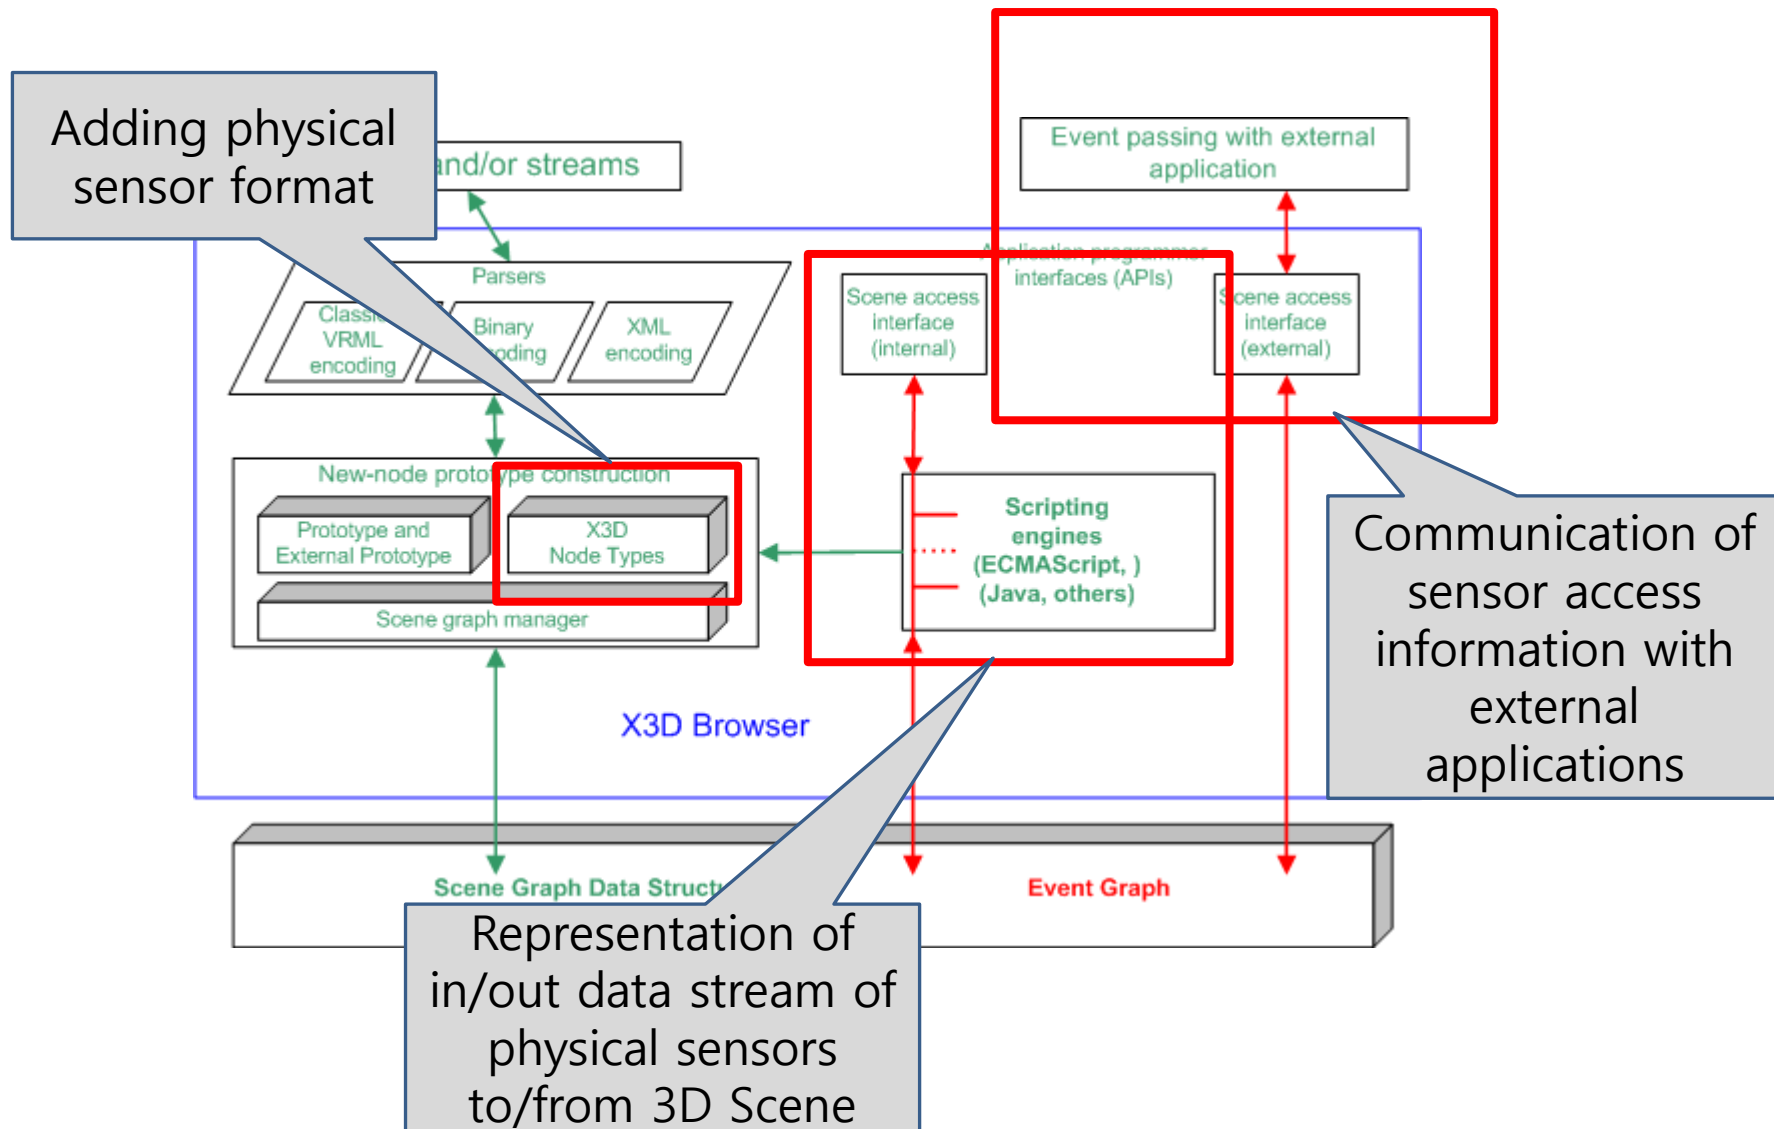 Adding physical
sensor format
and/or streams
Event passing with external
application
Application programmer
interfaces (APIs)
Parsers
Classic
VRML
encoding
Binary
XML
encoding
Scene access
interface
(internal)
Scene access
interface
(external)
New-node prototype construction
Prototype and
External Prototype
X3D
Node Types
Scene graph manager
Scripting
engines
(ECMAScript, )
(Java, others)
Communication of
sensor access
information with
external
applications
X3D Browser
Scene Graph Data
Event Graph
Representation of
in/out data stream of
physical sensors
to/from 3D Scene